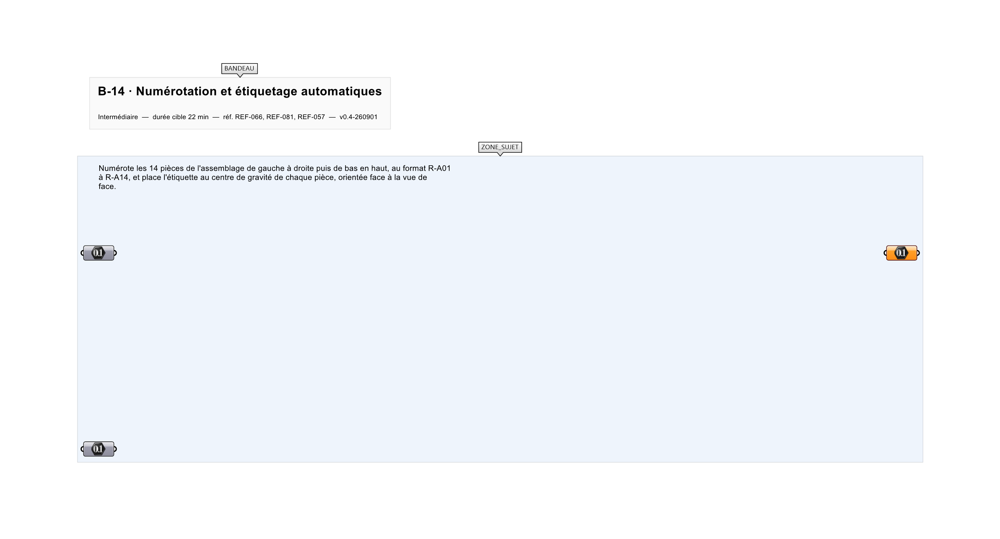 BANDEAU
B-14 · Numérotation et étiquetage automatiques
Intermédiaire — durée cible 22 min — réf. REF-066, REF-081, REF-057 — v0.4-260901
ZONE_SUJET
Numérote les 14 pièces de l'assemblage de gauche à droite puis de bas en haut, au format R-A01
à R-A14, et place l'étiquette au centre de gravité de chaque pièce, orientée face à la vue de
face.
0.1
0.1
0.1